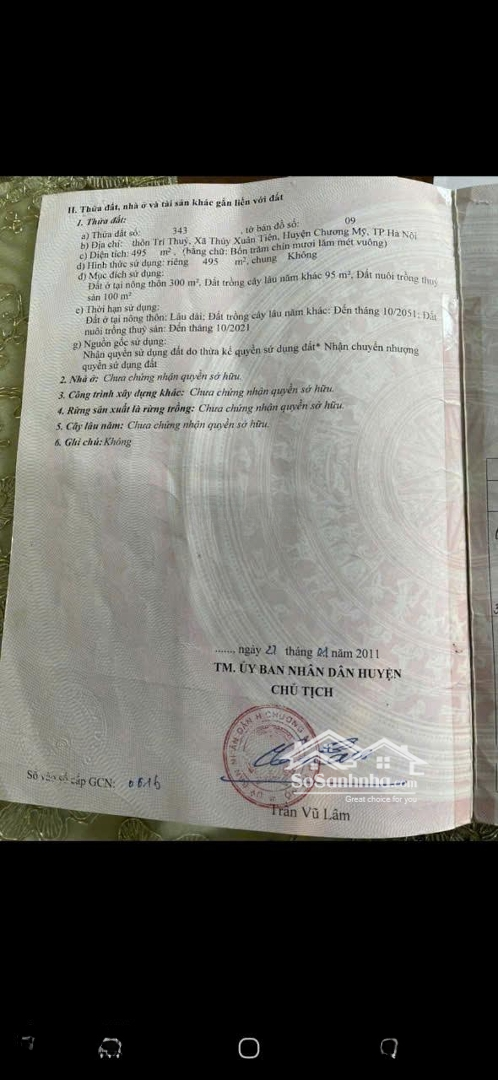 II. Thửa đất, nhà ở và tài sản khác gắn liền với đất
1. Thửa đất:
a) Thửa đất số: 343 , tờ bản đồ số: 09
b) Địa chỉ: thôn Trí Thuỷ, Xã Thủy Xuân Tiên, Huyện Chương Mỹ, TP Hà Nội
c) Diện tích: 495 m², (bằng chữ: Bốn trăm chín mươi lăm mét vuông)
d) Hình thức sử dụng: riêng 495 m², chung Không
đ) Mục đích sử dụng:
Đất ở tại nông thôn 300 m², Đất trồng cây lâu năm khác 95 m², Đất nuôi trồng thuỷ
sản 100 m²
e) Thời hạn sử dụng:
Đất ở tại nông thôn: Lâu dài; Đất trồng cây lâu năm khác: Đến tháng 10/2051; Đất
nuôi trồng thuỷ sản: Đến tháng 10/2021
g) Nguồn gốc sử dụng:
Nhận quyền sử dụng đất do thừa kế quyền sử dụng đất* Nhận chuyển nhượng
quyền sử dụng đất
2. Nhà ở: Chưa chứng nhận quyền sở hữu.
3. Công trình xây dựng khác: Chưa chứng nhận quyền sở hữu.
4. Rừng sản xuất là rừng trồng: Chưa chứng nhận quyền sở hữu.
5. Cây lâu năm: Chưa chứng nhận quyền sở hữu.
6. Ghi chú: Không
......., ngày 27 tháng 01 năm 2011
TM. ỦY BAN NHÂN DÂN HUYỆN
CHỦ TỊCH
SoSanhnha.com
Great choice for you
Số vào sổ cấp GCN: 0616
Trần Vũ Lâm